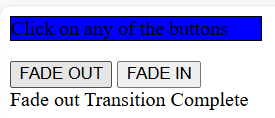 Click on any of the buttons
FADE OUT FADE IN
Fade out Transition Complete